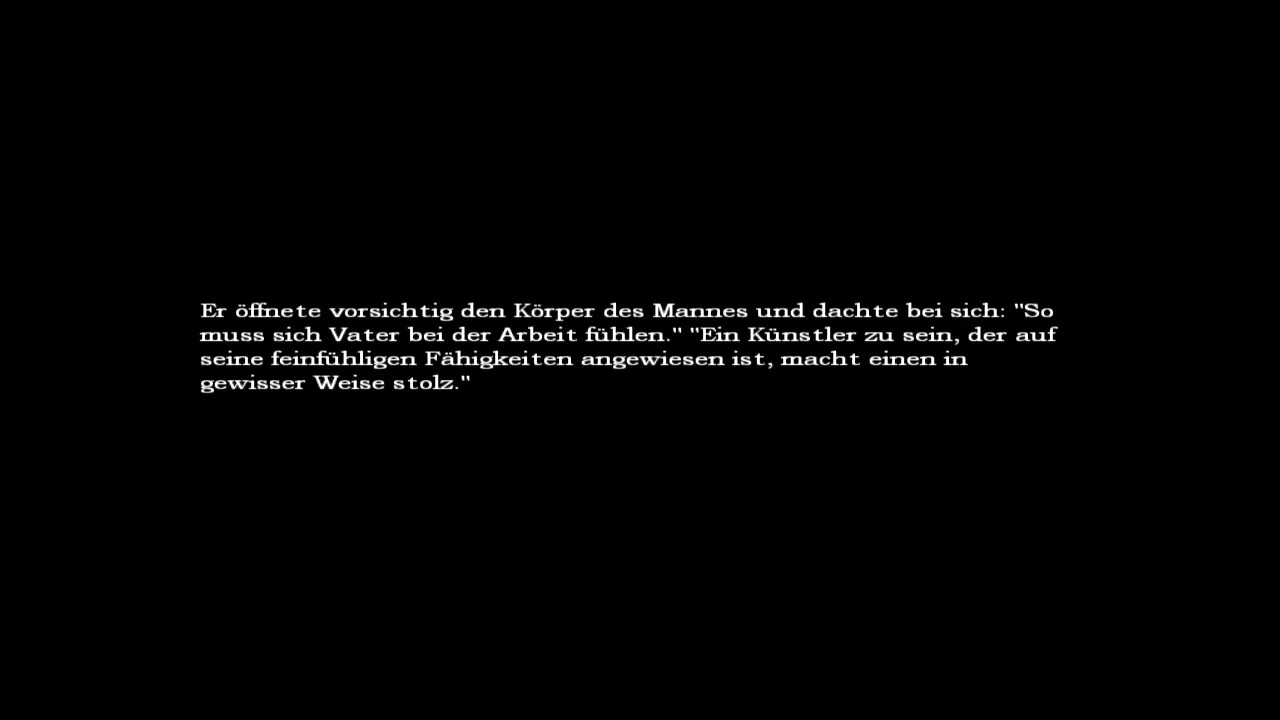 Er öffnete vorsichtig den Körper des Mannes und dachte bei sich: "So
muss sich Vater bei der Arbeit fühlen." "Ein Künstler zu sein, der auf
seine feinfühligen Fähigkeiten angewiesen ist, macht einen in
gewisser Weise stolz."